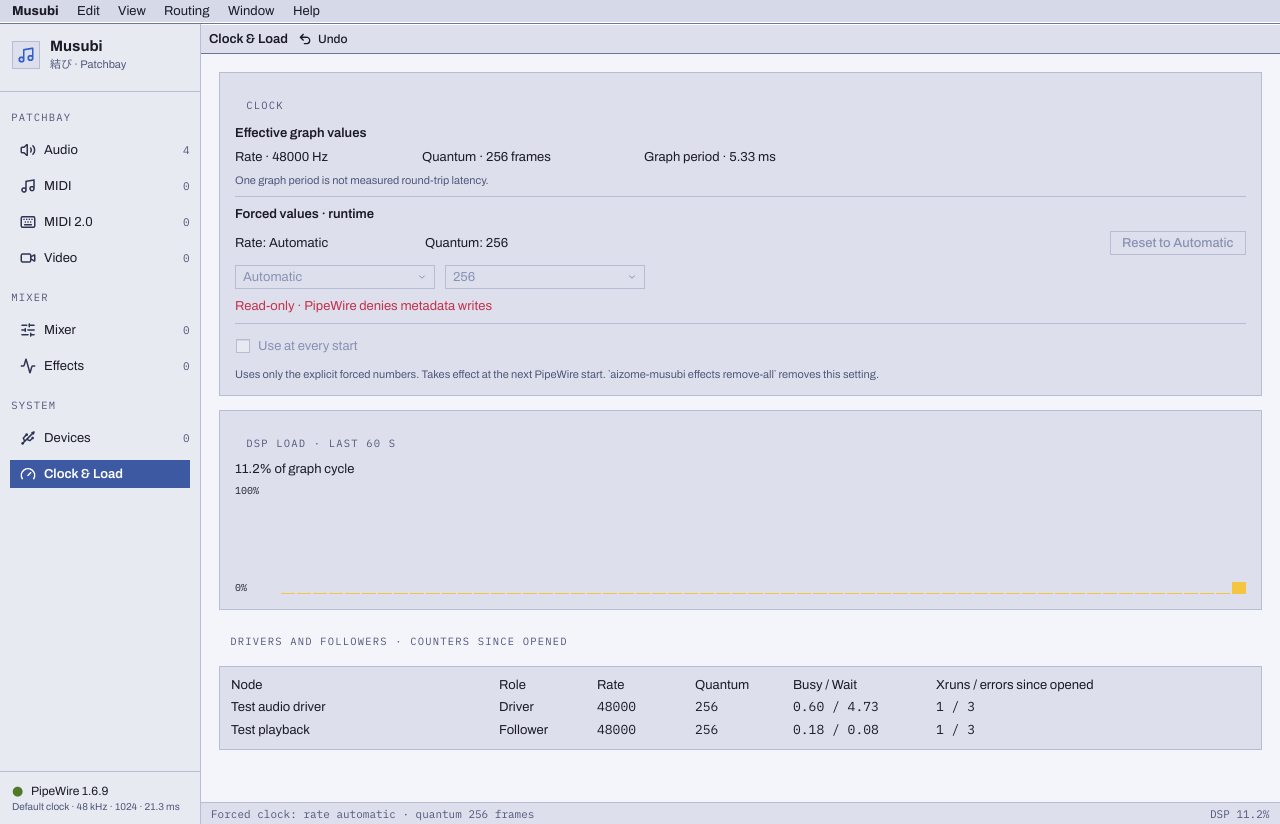 Musubi Edit View Routing Window Help
Musubi
結び · Patchbay
PATCHBAY
Audio 4
MIDI 0
MIDI 2.0 0
Video 0
MIXER
Mixer 0
Effects 0
SYSTEM
Devices 0
Clock & Load
PipeWire 1.6.9
Default clock · 48 kHz · 1024 · 21.3 ms
Clock & Load Undo
CLOCK
Effective graph values
Rate · 48000 Hz Quantum · 256 frames Graph period · 5.33 ms
One graph period is not measured round-trip latency.
Forced values · runtime
Rate: Automatic Quantum: 256 Reset to Automatic
Automatic 256
Read-only · PipeWire denies metadata writes
Use at every start
Uses only the explicit forced numbers. Takes effect at the next PipeWire start. `aizome-musubi effects remove-all` removes this setting.
DSP LOAD · LAST 60 S
11.2% of graph cycle
100%
0%
DRIVERS AND FOLLOWERS · COUNTERS SINCE OPENED
Node Role Rate Quantum Busy / Wait Xruns / errors since opened
Test audio driver Driver 48000 256 0.60 / 4.73 1 / 3
Test playback Follower 48000 256 0.18 / 0.08 1 / 3
Forced clock: rate automatic · quantum 256 frames DSP 11.2%